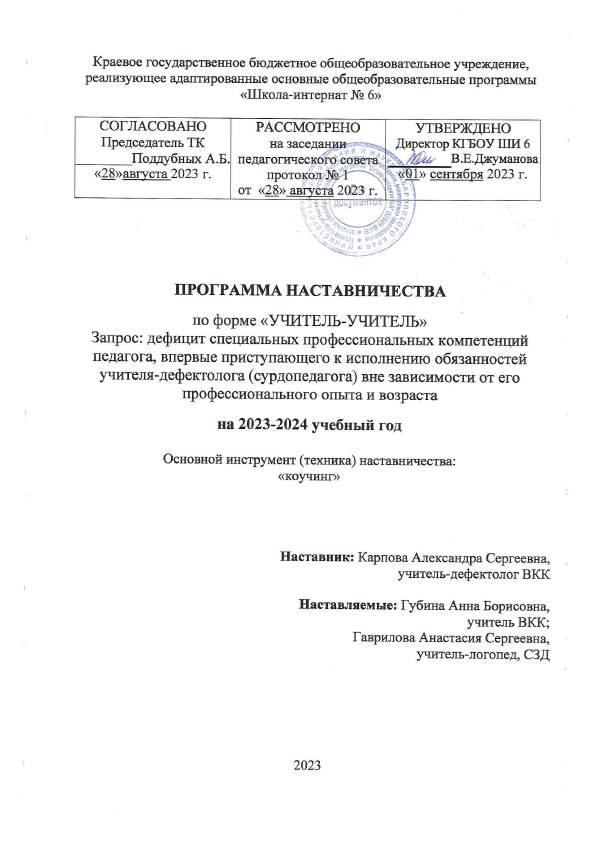 Краевое государственное бюджетное общеобразовательное учреждение,
реализующее адаптированные основные общеобразовательные программы
«Школа-интернат № 6»
СОГЛАСОВАНО
Председатель ТК
________Поддубных А.Б.
«28»августа 2023 г.
РАССМОТРЕНО
на заседании
педагогического совета
протокол № 1
от «28» августа 2023 г.
УТВЕРЖДЕНО
Директор КГБОУ ШИ 6
________В.Е.Джуманова
«01» сентября 2023 г.
документов
ПРОГРАММА НАСТАВНИЧЕСТВА
по форме «УЧИТЕЛЬ-УЧИТЕЛЬ»
Запрос: дефицит специальных профессиональных компетенций
педагога, впервые приступающего к исполнению обязанностей
учителя-дефектолога (сурдопедагога) вне зависимости от его
профессионального опыта и возраста
на 2023-2024 учебный год
Основной инструмент (техника) наставничества:
«коучинг»
Наставник: Карпова Александра Сергеевна,
учитель-дефектолог ВКК
Наставляемые: Губина Анна Борисовна,
учитель ВКК;
Гаврилова Анастасия Сергеевна,
учитель-логопед, СЗД
2023